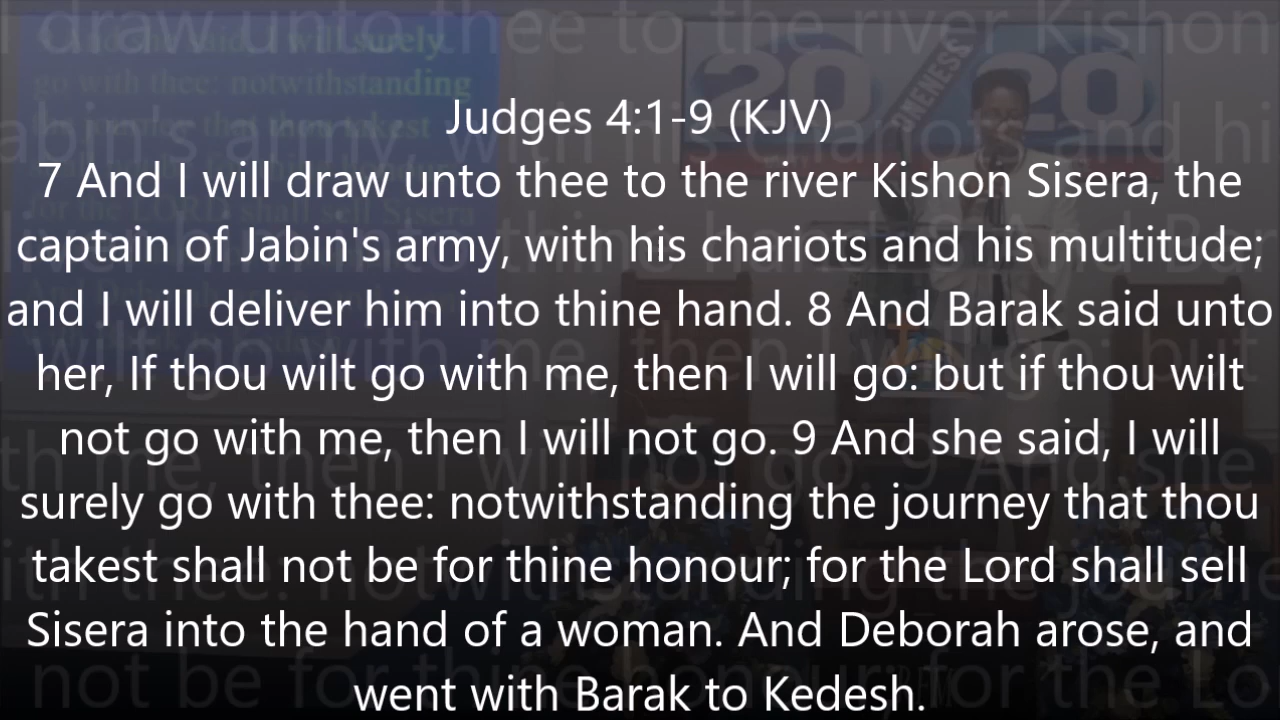 Judges 4:1-9 (KJV)
7 And I will draw unto thee to the river Kishon Sisera, the
captain of Jabin's army, with his chariots and his multitude;
and I will deliver him into thine hand. 8 And Barak said unto
her, If thou wilt go with me, then I will go: but if thou wilt
not go with me, then I will not go. 9 And she said, I will
surely go with thee: notwithstanding the journey that thou
takest shall not be for thine honour; for the Lord shall sell
Sisera into the hand of a woman. And Deborah arose, and
went with Barak to Kedesh.